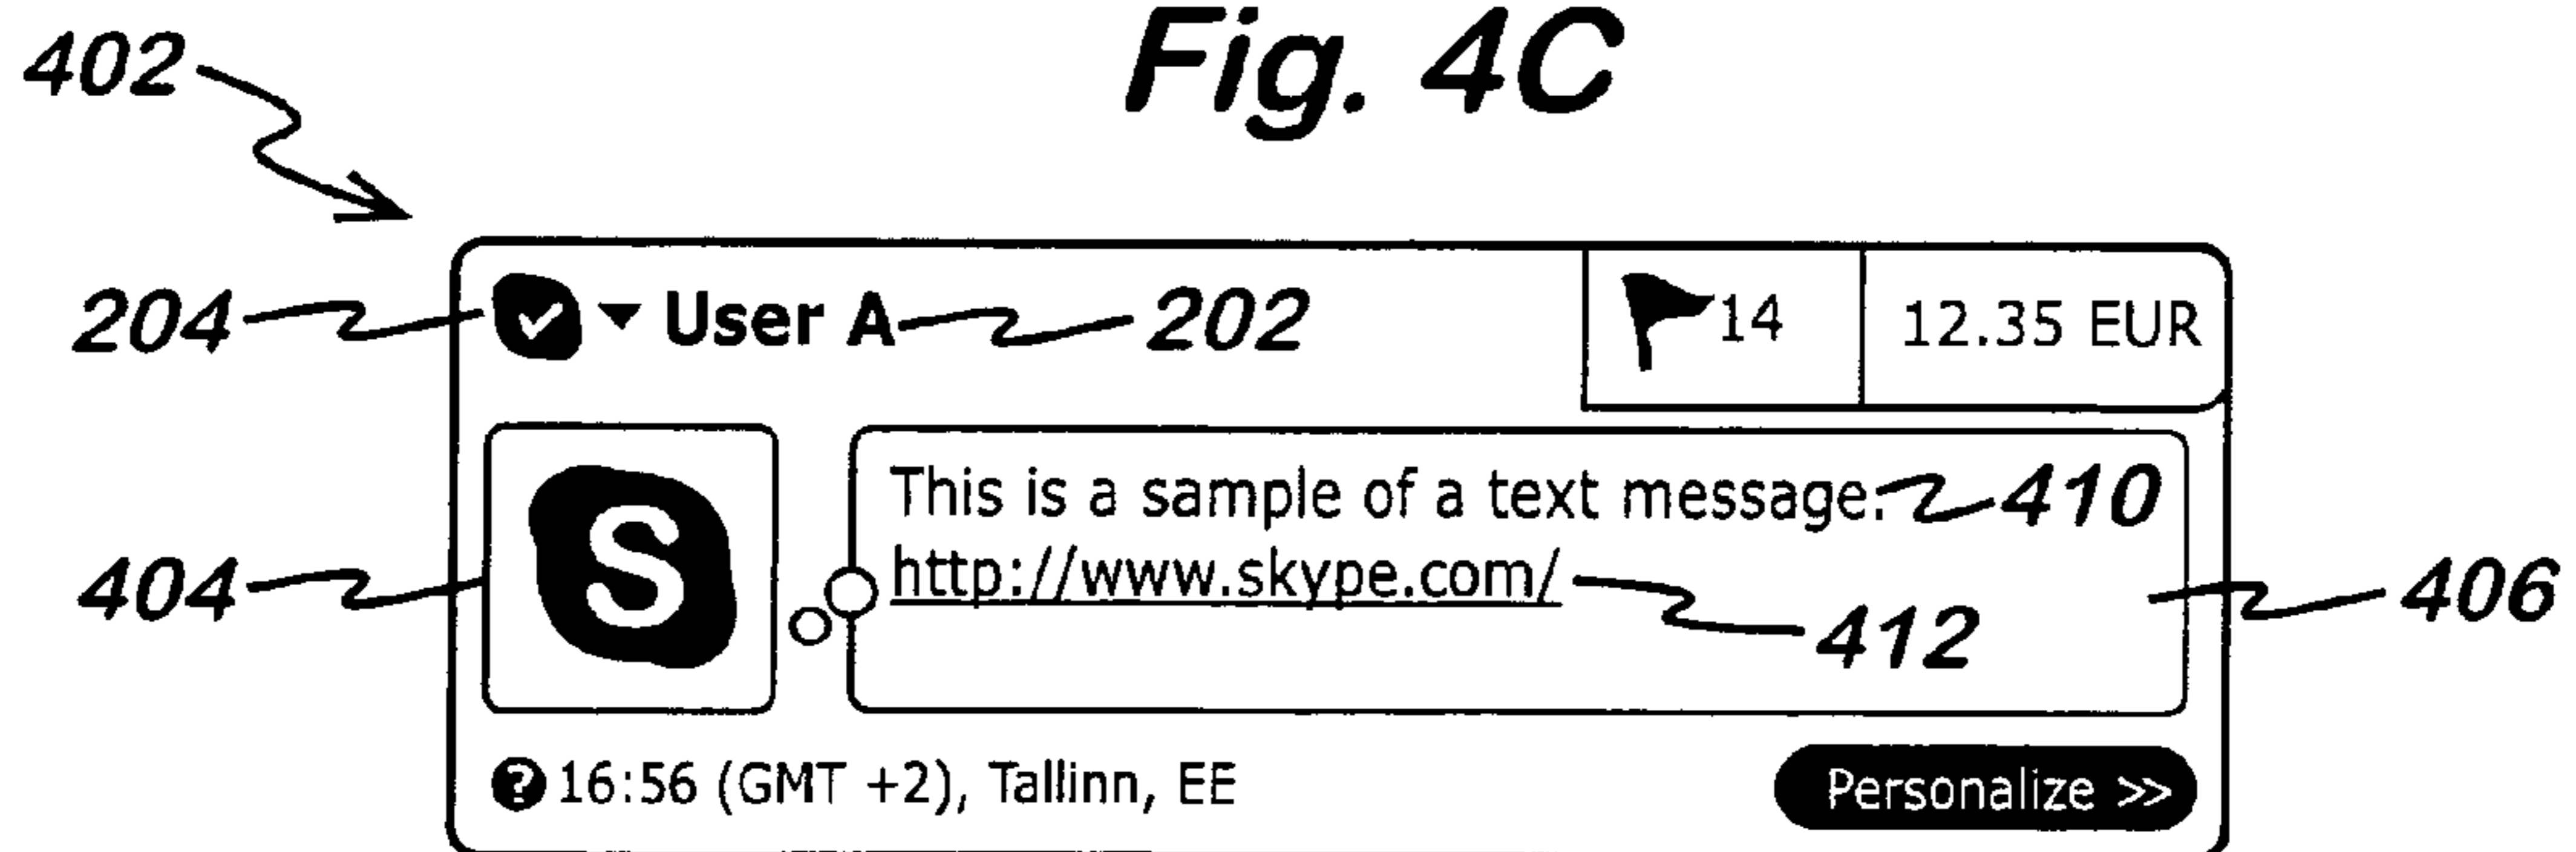 Fig. 4C
402
204 User A 202 14 12.35 EUR
This is a sample of a text message. 410
S
http://www.skype.com/
404 412 406
? 16:56 (GMT +2), Tallinn, EE Personalize >>